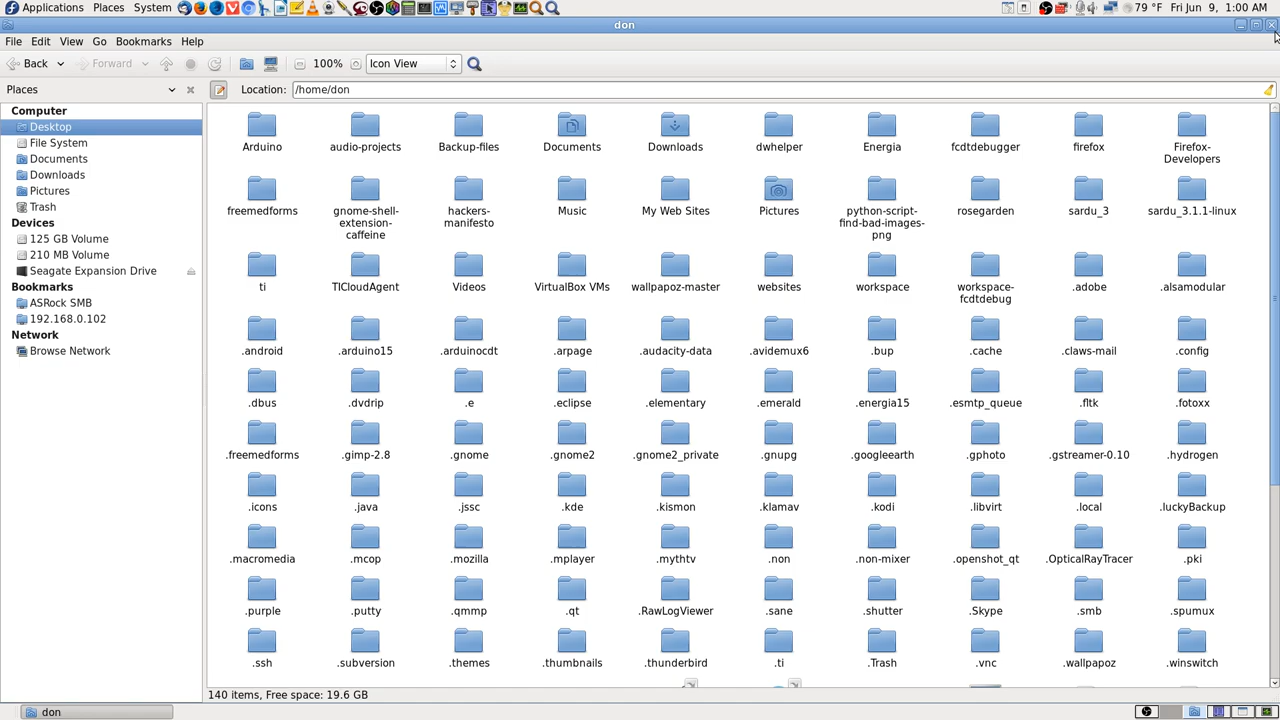 Applications Places System 79 °F Fri Jun 9, 1:00 AM
don
File Edit View Go Bookmarks Help
Back Forward 100% Icon View
Places Location: /home/don
Computer
Desktop
File System
Documents
Downloads
Pictures
Trash
Devices
125 GB Volume
210 MB Volume
Seagate Expansion Drive
Bookmarks
ASRock SMB
192.168.0.102
Network
Browse Network
Arduino audio-projects Backup-files Documents Downloads dwhelper Energia fcdtdebugger firefox Firefox-
Developers
freemedforms gnome-shell- hackers- Music My Web Sites Pictures python-script- rosegarden sardu_3 sardu_3.1.1-linux
extension- manifesto find-bad-images-
caffeine png
ti TICloudAgent Videos VirtualBox VMs wallpapoz-master websites workspace workspace- .adobe .alsamodular
fcdtdebug
.android .arduino15 .arduinocdt .arpage .audacity-data .avidemux6 .bup .cache .claws-mail .config
.dbus .dvdrip .e .eclipse .elementary .emerald .energia15 .esmtp_queue .fltk .fotoxx
.freemedforms .gimp-2.8 .gnome .gnome2 .gnome2_private .gnupg .googleearth .gphoto .gstreamer-0.10 .hydrogen
.icons .java .jssc .kde .kismon .klamav .kodi .libvirt .local .luckyBackup
.macromedia .mcop .mozilla .mplayer .mythtv .non .non-mixer .openshot_qt .OpticalRayTracer .pki
.purple .putty .qmmp .qt .RawLogViewer .sane .shutter .Skype .smb .spumux
.ssh .subversion .themes .thumbnails .thunderbird .ti .Trash .vnc .wallpapoz .winswitch
140 items, Free space: 19.6 GB
don